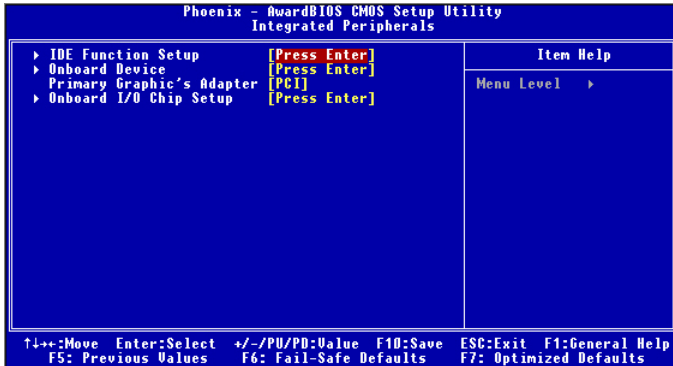 Phoenix - AwardBIOS CMOS Setup Utility
Integrated Peripherals
▸ IDE Function Setup [Press Enter]
▸ Onboard Device [Press Enter]
Primary Graphic's Adapter [PCI]
▸ Onboard I/O Chip Setup [Press Enter]
Item Help
Menu Level ▸
↑↓→←:Move Enter:Select +/-/PU/PD:Value F10:Save ESC:Exit F1:General Help
F5: Previous Values F6: Fail-Safe Defaults F7: Optimized Defaults